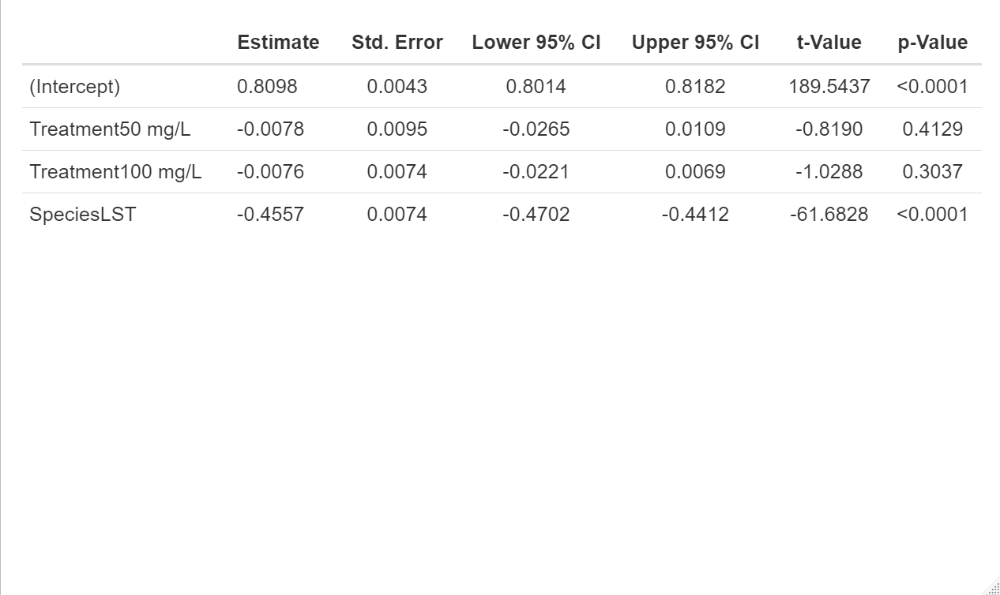 Estimate Std. Error Lower 95% CI Upper 95% CI t-Value p-Value
(Intercept) 0.8098 0.0043 0.8014 0.8182 189.5437 <0.0001
Treatment50 mg/L -0.0078 0.0095 -0.0265 0.0109 -0.8190 0.4129
Treatment100 mg/L -0.0076 0.0074 -0.0221 0.0069 -1.0288 0.3037
SpeciesLST -0.4557 0.0074 -0.4702 -0.4412 -61.6828 <0.0001